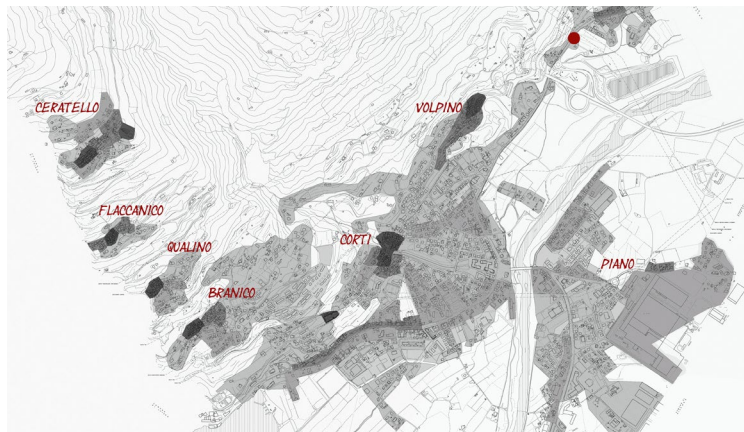 CERATELLO
VOLPINO
FLACCANICO
QUALINO
CORTI
PIANO
BRANICO